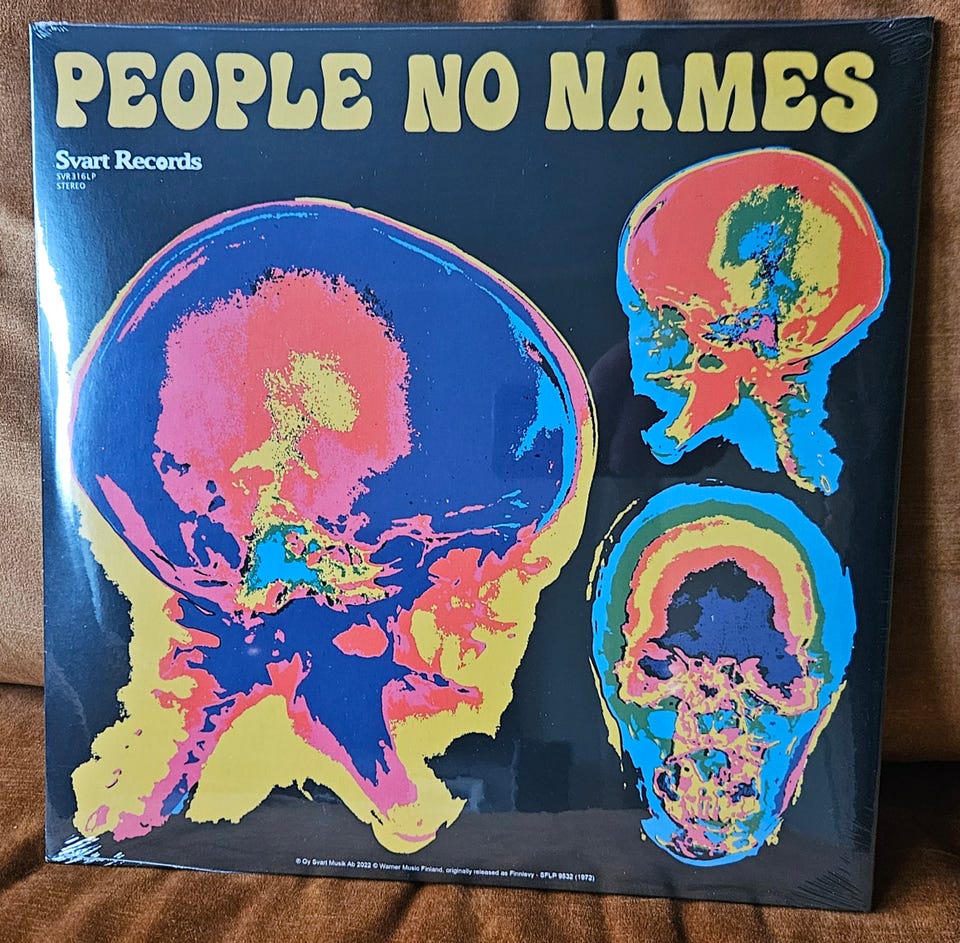 PEOPLE NO NAMES
Svart Records
SVR316LP
STEREO
℗ Oy Svart Musik Ab 2022 © Warner Music Finland, originally released as Finnlevy - SFLP 9532 (1972)